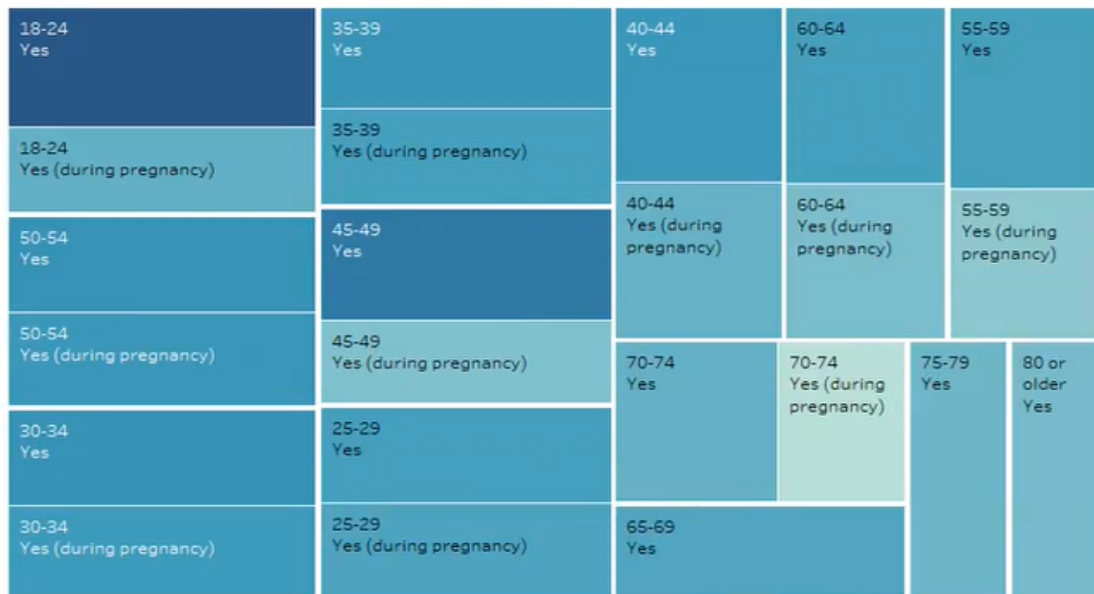 18-24
Yes
18-24
Yes (during pregnancy)
50-54
Yes
50-54
Yes (during pregnancy)
30-34
Yes
30-34
Yes (during pregnancy)
35-39
Yes
35-39
Yes (during pregnancy)
45-49
Yes
45-49
Yes (during pregnancy)
25-29
Yes
25-29
Yes (during pregnancy)
40-44
Yes
40-44
Yes (during
pregnancy)
60-64
Yes
60-64
Yes (during
pregnancy)
55-59
Yes
55-59
Yes (during
pregnancy)
70-74
Yes
70-74
Yes (during
pregnancy)
65-69
Yes
75-79
Yes
80 or
older
Yes